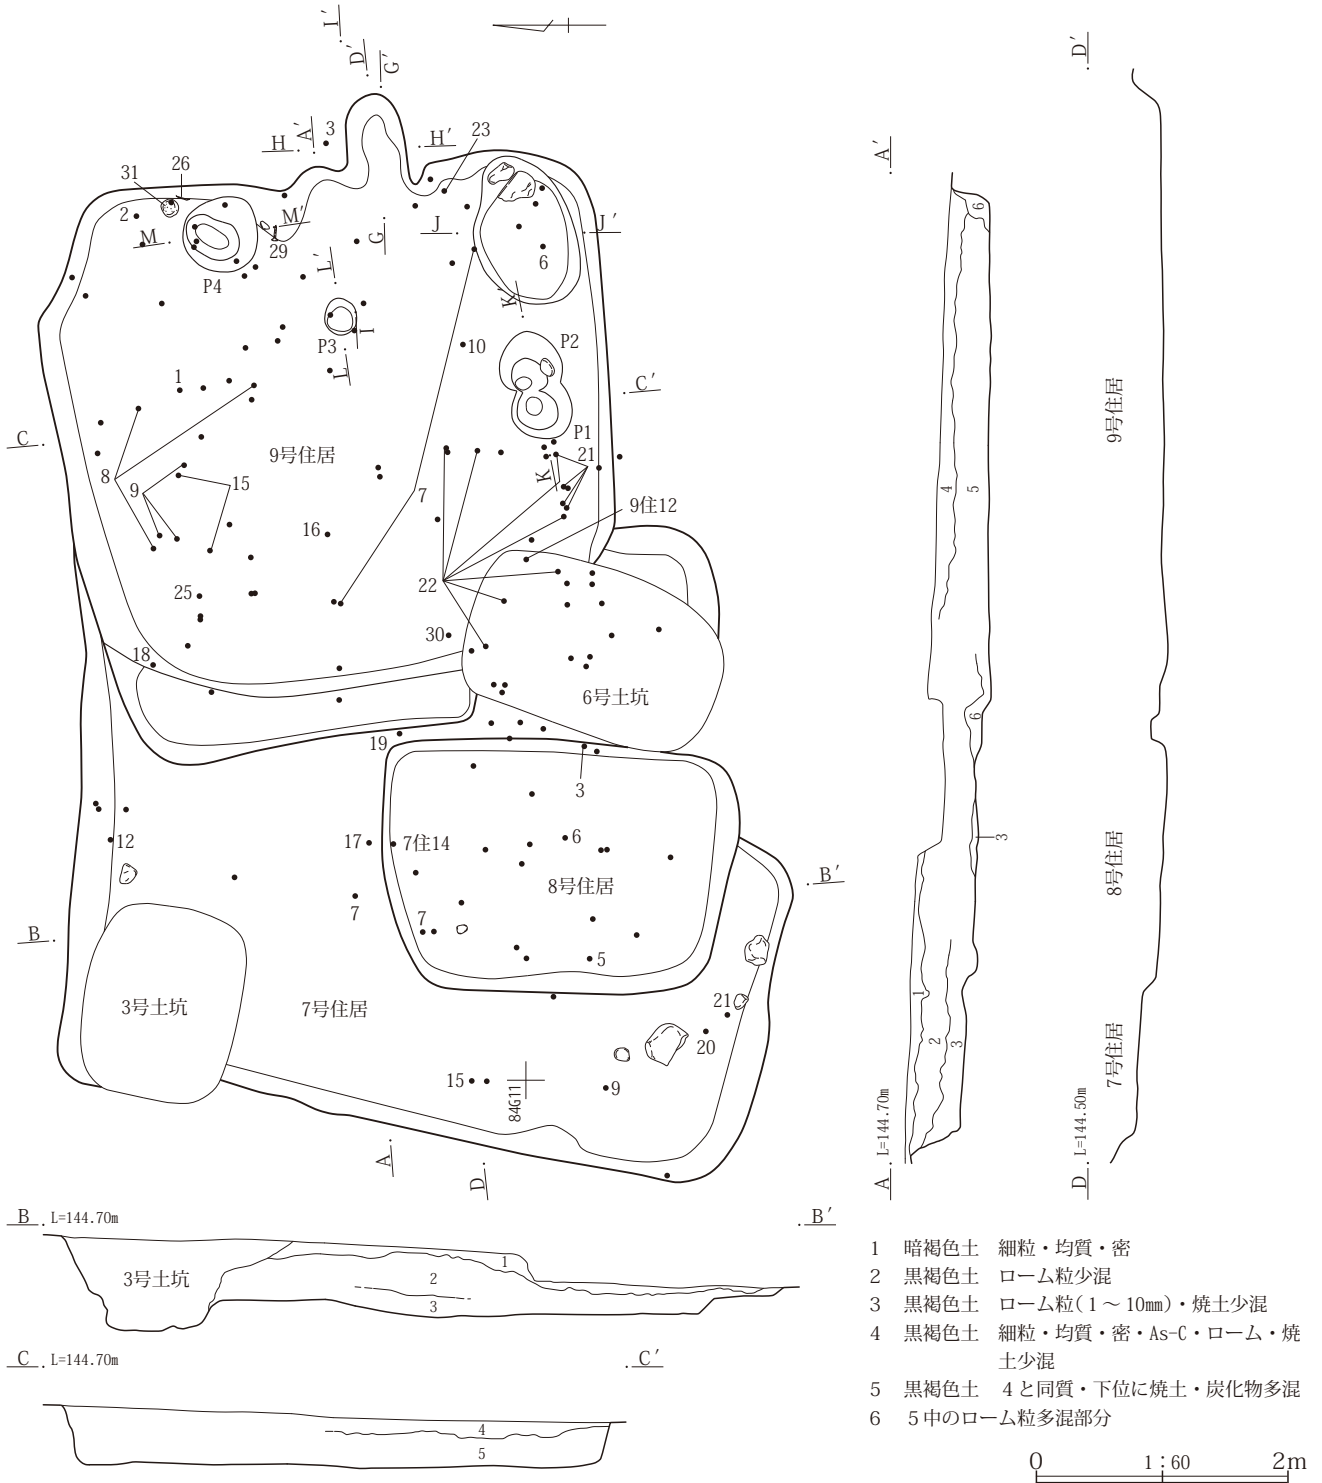 I′
D′
G′
H
A′
3
H′
23
31
26
2
M
M′
29
G
J
J′
6
P4
L′
K′
P3
I
L
10
P2
1
C′
C
9号住居
P1
21
K
8
9
15
7
16
9住12
25
22
30
18
6号土坑
19
3
12
17
7住14
6
8号住居
B′
7
7
B
5
3号土坑
7号住居
21
20
15
9
84G11
A
D
A′
D′
6
4
5
6
3
1
2
3
A L=144.70m
9号住居
8号住居
7号住居
D L=144.50m
B L=144.70m
B′
3号土坑
1
2
3
C L=144.70m
C′
4
5
1 暗褐色土 細粒・均質・密
2 黒褐色土 ローム粒少混
3 黒褐色土 ローム粒(1～10㎜)・焼土少混
4 黒褐色土 細粒・均質・密・As-C・ローム・焼
土少混
5 黒褐色土 4と同質・下位に焼土・炭化物多混
6 5中のローム粒多混部分
0 1：60 2m